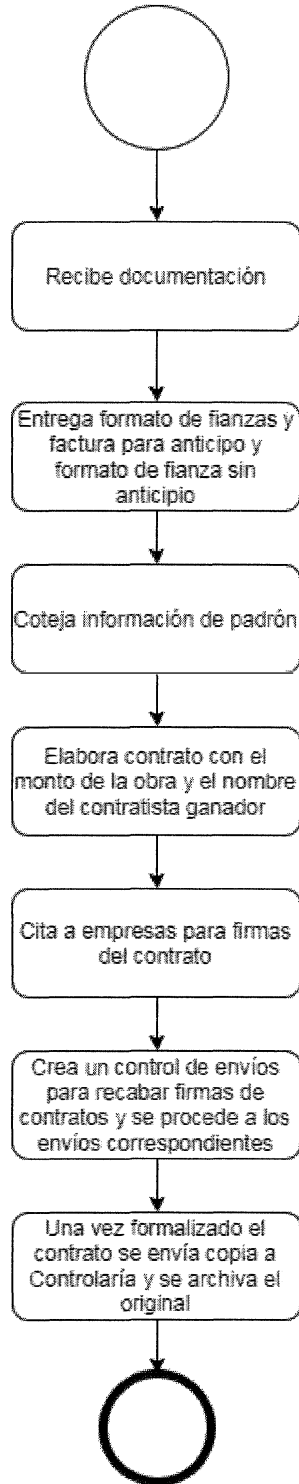 Recibe documentación
Entrega formato de fianzas y
factura para anticipo y
formato de fianza sin
anticipio
Coteja información de padrón
Elabora contrato con el
monto de la obra y el nombre
del contratista ganador
Cita a empresas para firmas
del contrato
Crea un control de envíos
para recabar firmas de
contratos y se procede a los
envíos correspondientes
Una vez formalizado el
contrato se envía copia a
Controlaría y se archiva el
original